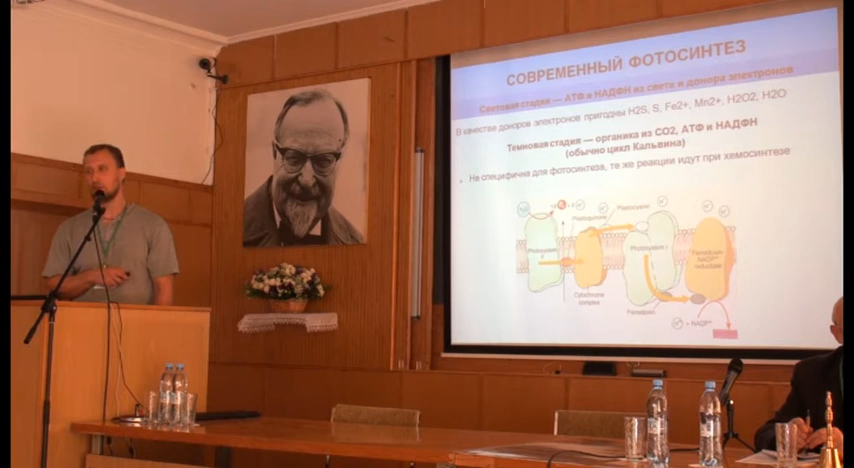 СОВРЕМЕННЫЙ ФОТОСИНТЕЗ
Световая стадия — АТФ и НАДФН из света и донора электронов
В качестве доноров электронов пригодны H2S, S, Fe2+, Mn2+, H2O2, H2O
Темновая стадия — органика из CO2, АТФ и НАДФН
(обычно цикл Кальвина)
Не специфична для фотосинтеза, те же реакции идут при хемосинтезе
Plastocyanin
Plastoquinone
Photosystem I
Ferredoxin
NADP+
reductase
Cytochrome
complex
Ferredoxin
+ NADP+